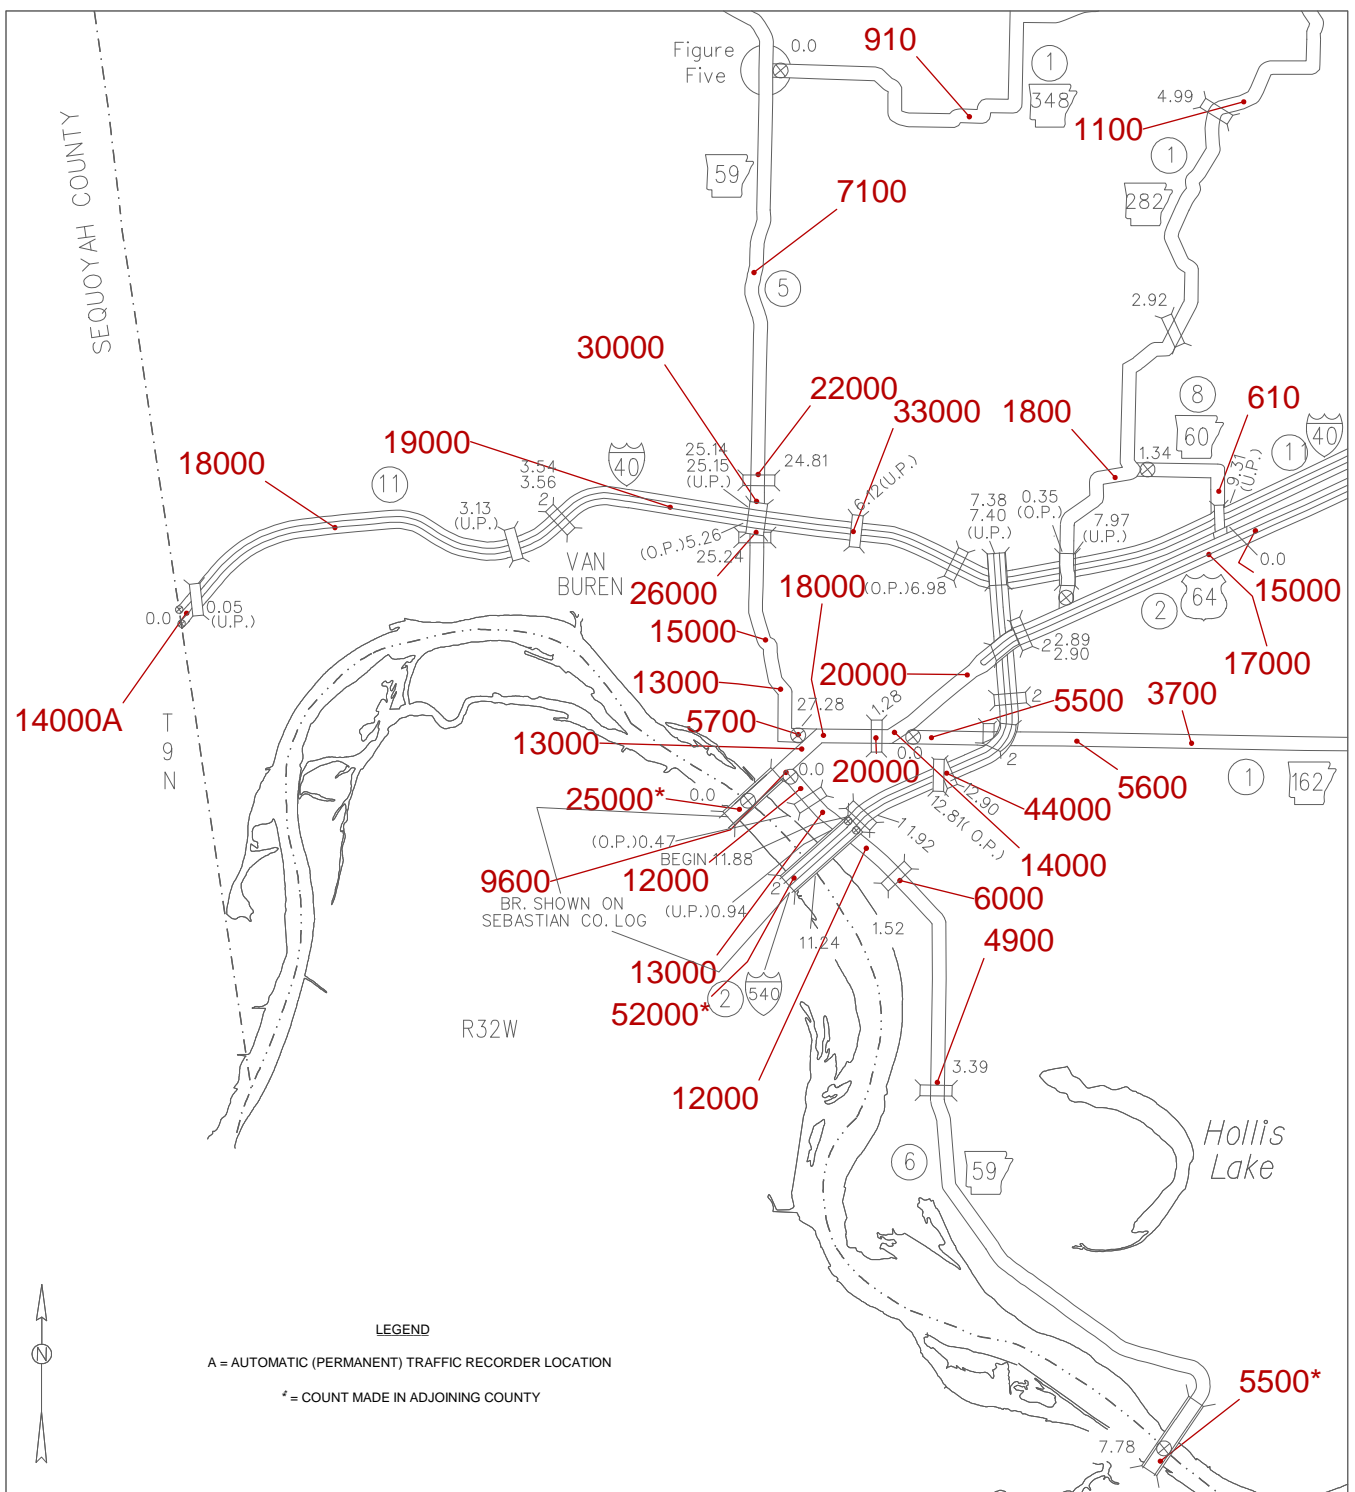 Figure
Five
0.0
910
1
348
4.99
1100
SEQUOYAH COUNTY
59
1
282
7100
5
2.92
30000
22000
33000
1800
8
610
60
11
40
19000
18000
11
3.54
3.56
2
40
25.14
25.15
(U.P.)
24.81
6.12(U.P.)
1.34
9.31
(U.P.)
3.13
(U.P.)
7.38
7.40
(U.P.)
0.35
(O.P.)
7.97
(U.P.)
(O.P.)5.26
25.24
VAN
BUREN
26000
18000
(O.P.)6.98
0.0
15000
2
64
0.0
0.05
(U.P.)
15000
2
2.89
2.90
17000
20000
13000
5500
3700
14000A
T
9
N
27.28
1.28
5700
13000
0.0
2
2
20000
5600
1
162
0.0
25000*
0.0
44000
12.90
12.81( O.P.)
(O.P.)0.47
BEGIN 11.88
11.92
14000
9600
12000
2
6000
BR. SHOWN ON
SEBASTIAN CO. LOG
(U.P.)0.94
1.52
11.24
4900
13000
2
540
52000*
R32W
3.39
12000
Hollis
Lake
6
59
LEGEND
N
A = AUTOMATIC (PERMANENT) TRAFFIC RECORDER LOCATION
* = COUNT MADE IN ADJOINING COUNTY
5500*
7.78